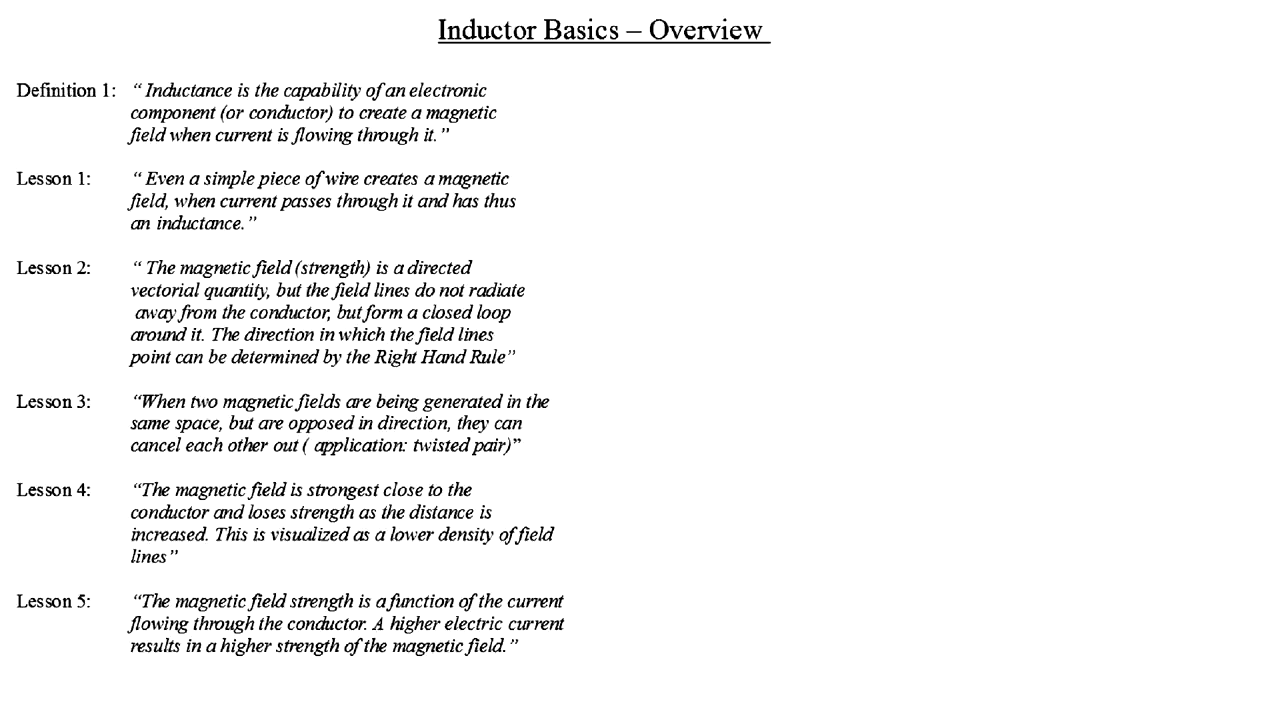 Inductor Basics – Overview
Definition 1: “ Inductance is the capability of an electronic
component (or conductor) to create a magnetic
field when current is flowing through it.”
Lesson 1: “ Even a simple piece of wire creates a magnetic
field, when current passes through it and has thus
an inductance.”
Lesson 2: “ The magnetic field (strength) is a directed
vectorial quantity, but the field lines do not radiate
away from the conductor, but form a closed loop
around it. The direction in which the field lines
point can be determined by the Right Hand Rule”
Lesson 3: “When two magnetic fields are being generated in the
same space, but are opposed in direction, they can
cancel each other out ( application: twisted pair)”
Lesson 4: “The magnetic field is strongest close to the
conductor and loses strength as the distance is
increased. This is visualized as a lower density of field
lines”
Lesson 5: “The magnetic field strength is a function of the current
flowing through the conductor. A higher electric current
results in a higher strength of the magnetic field.”